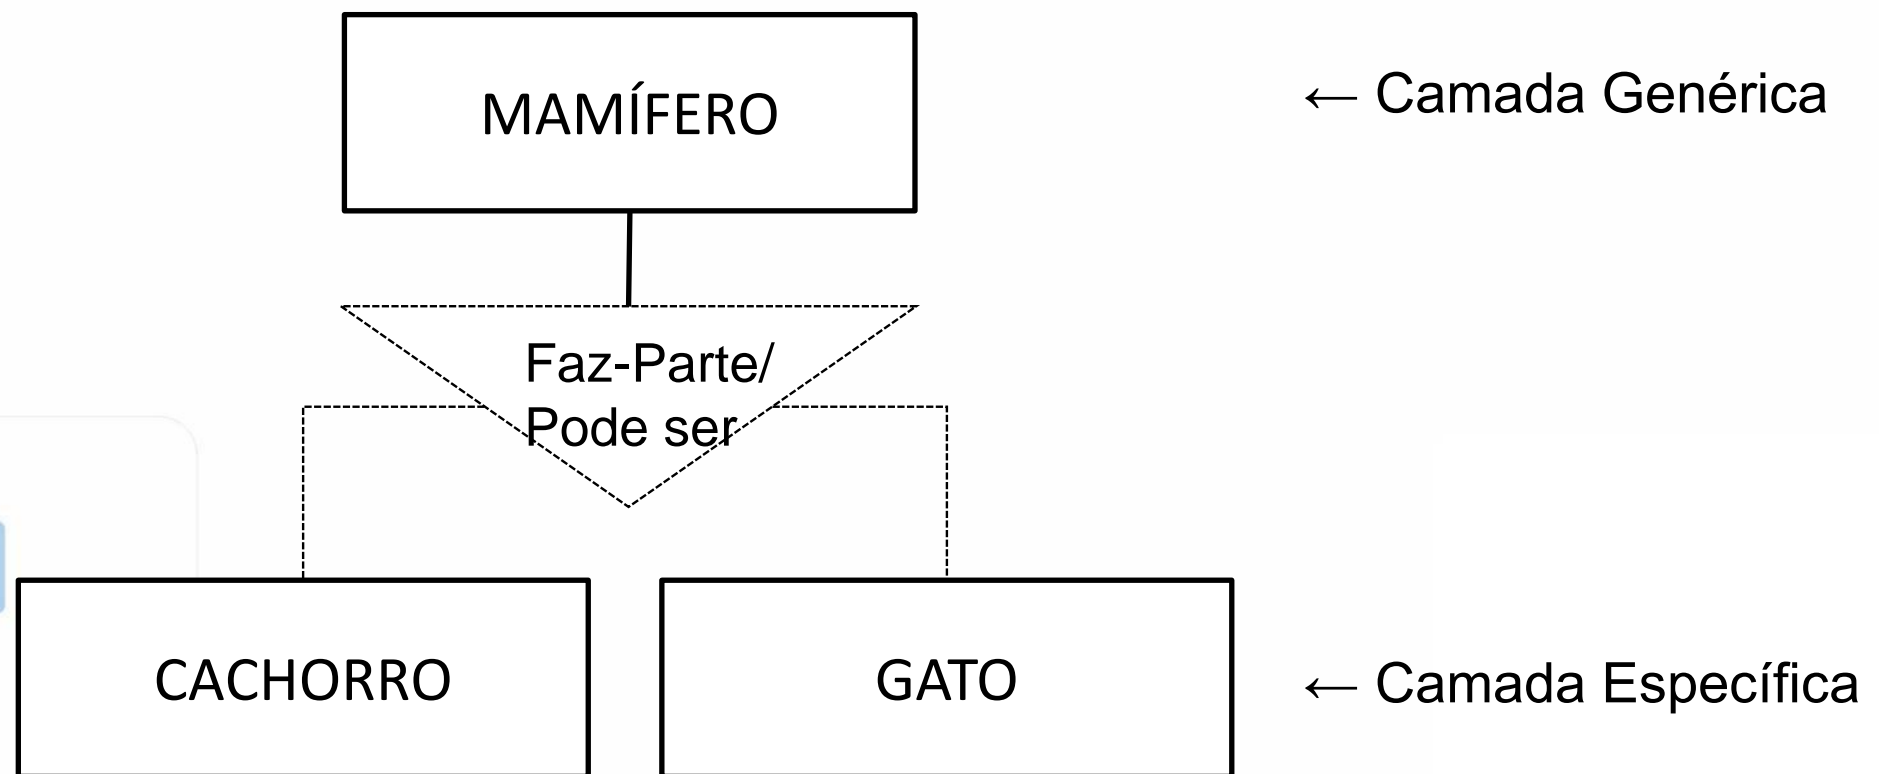 MAMÍFERO
← Camada Genérica
Faz-Parte/
Pode ser
CACHORRO
GATO
← Camada Específica